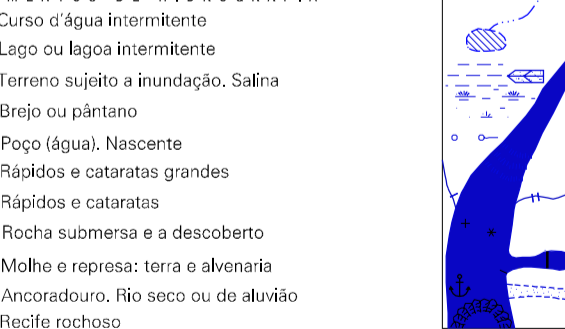 Curso d'água intermitente
Lago ou lagoa intermitente
Terreno sujeito a inundação. Salina
Brejo ou pântano
Poço (água). Nascente
Rápidos e cataratas grandes
Rápidos e cataratas
Rocha submersa e a descoberto
Molhe e represa: terra e alvenaria
Ancoradouro. Rio seco ou de aluvião
Recife rochoso